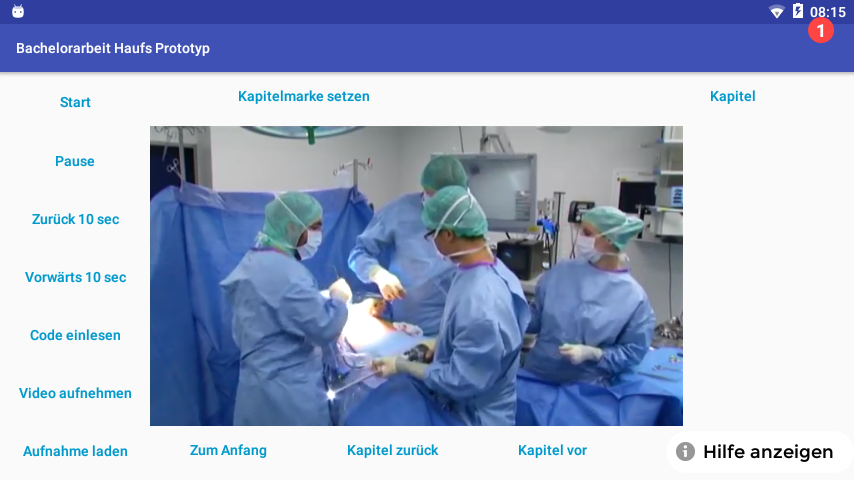 08:15
1
Bachelorarbeit Haufs Prototyp
Start
Kapitelmarke setzen
Kapitel
Pause
Zurück 10 sec
Vorwärts 10 sec
Code einlesen
Video aufnehmen
Aufnahme laden
Zum Anfang
Kapitel zurück
Kapitel vor
Hilfe anzeigen